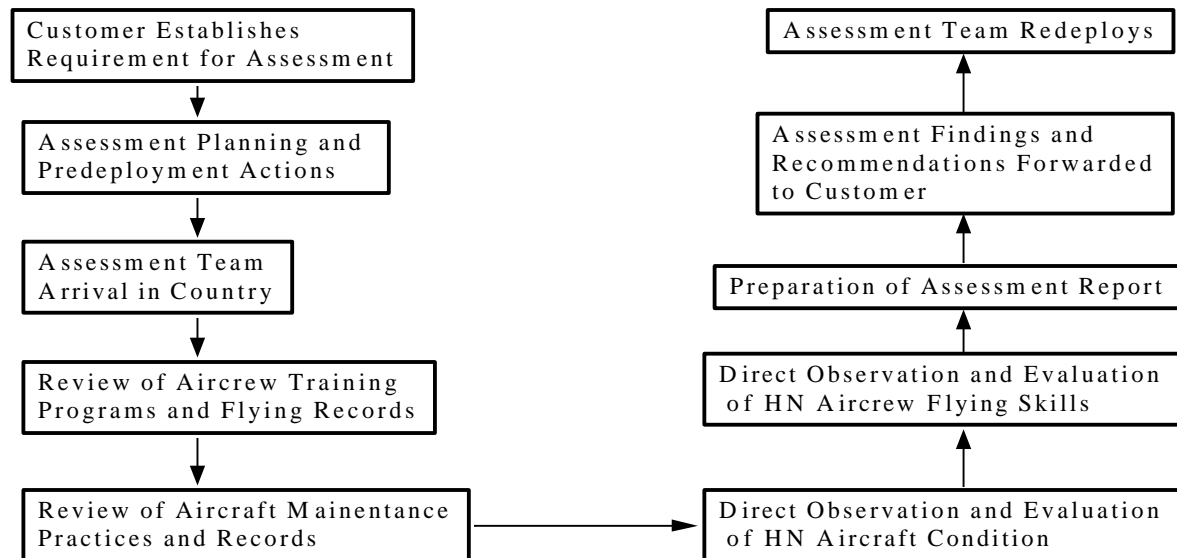 Customer Establishes
Requirement for Assessment
Assessment Planning and
Predeployment Actions
Assessment Team
Arrival in Country
Review of Aircrew Training
Programs and Flying Records
Review of Aircraft Mainentance
Practices and Records
Direct Observation and Evaluation
of HN Aircraft Condition
Direct Observation and Evaluation
of HN Aircrew Flying Skills
Preparation of Assessment Report
Assessment Findings and
Recommendations Forwarded
to Customer
Assessment Team Redeploys